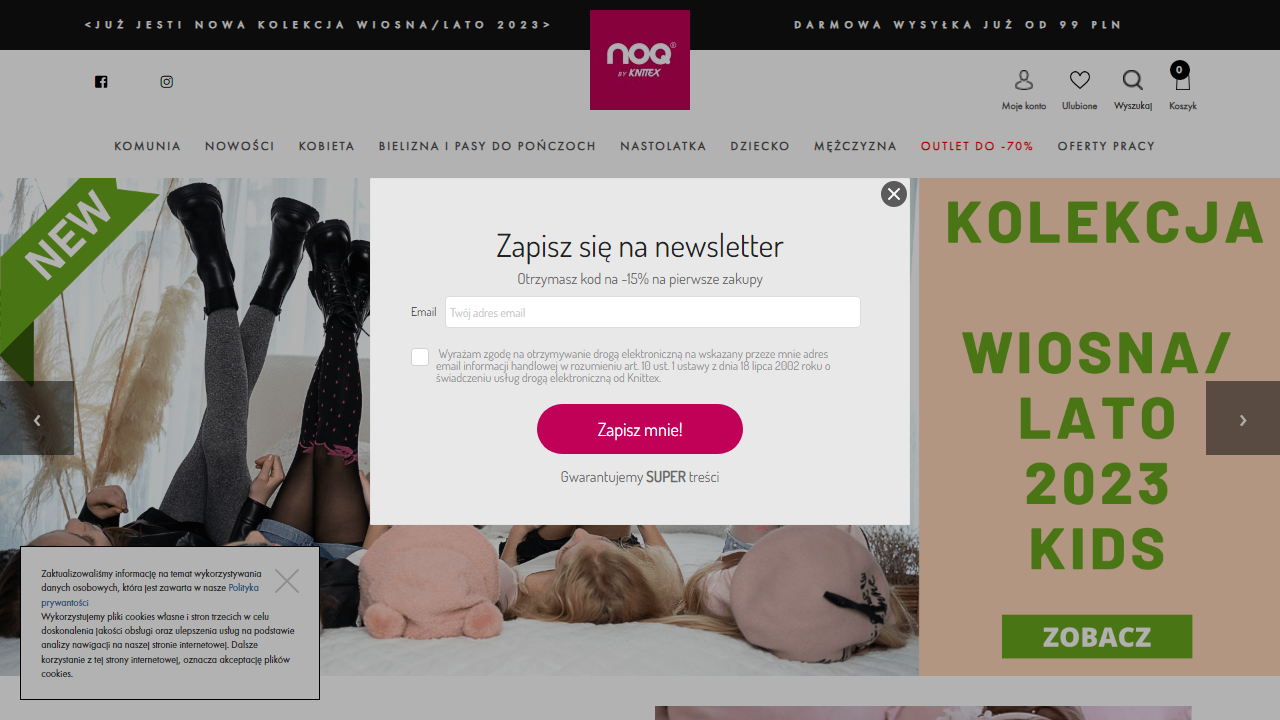 <JUŻ JESTI NOWA KOLEKCJA WIOSNA/LATO 2023>
DARMOWA WYSYŁKA JUŻ OD 99 PLN
noq®
BY KNITTEX
0
Moje konto
Ulubione
Wyszukaj
Koszyk
KOMUNIA
NOWOŚCI
KOBIETA
BIELIZNA I PASY DO POŃCZOCH
NASTOLATKA
DZIECKO
MĘŻCZYZNA
OUTLET DO -70%
OFERTY PRACY
NEW
Zapisz się na newsletter
Otrzymasz kod na -15% na pierwsze zakupy
Email
Twój adres email
Wyrażam zgodę na otrzymywanie drogą elektroniczną na wskazany przeze mnie adres
email informacji handlowej w rozumieniu art. 10 ust. 1 ustawy z dnia 18 lipca 2002 roku o
świadczeniu usług drogą elektroniczną od Knittex.
Zapisz mnie!
Gwarantujemy SUPER treści
KOLEKCJA
WIOSNA/
LATO
2023
KIDS
ZOBACZ
‹
›
Zaktualizowaliśmy informację na temat wykorzystywania
danych osobowych, która jest zawarta w nasze Polityka
prywantości
Wykorzystujemy pliki cookies własne i stron trzecich w celu
doskonalenia jakości obsługi oraz ulepszenia usług na podstawie
analizy nawigacji na naszej stronie internetowej. Dalsze
korzystanie z tej strony internetowej, oznacza akceptację plików
cookies.